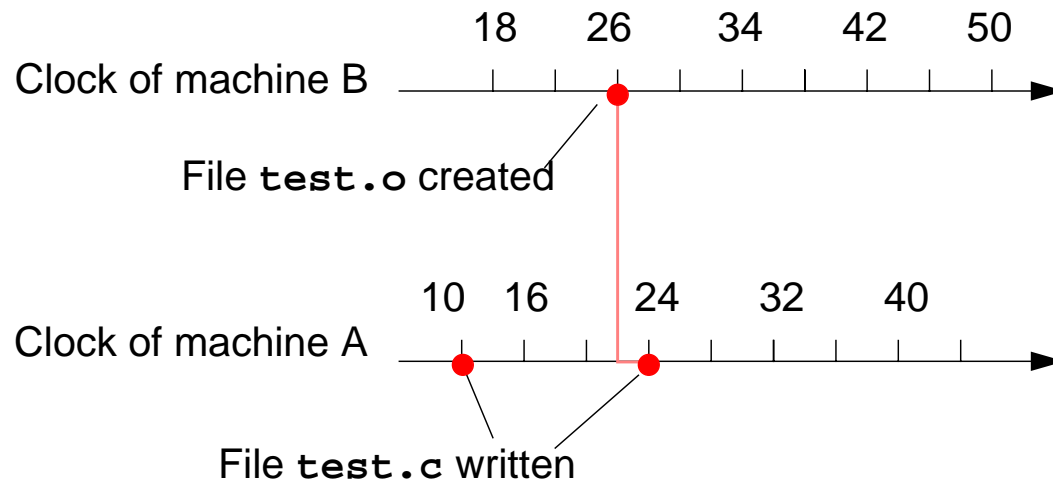 18 26 34 42 50
Clock of machine B
File test.o created
10 16 24 32 40
Clock of machine A
File test.c written